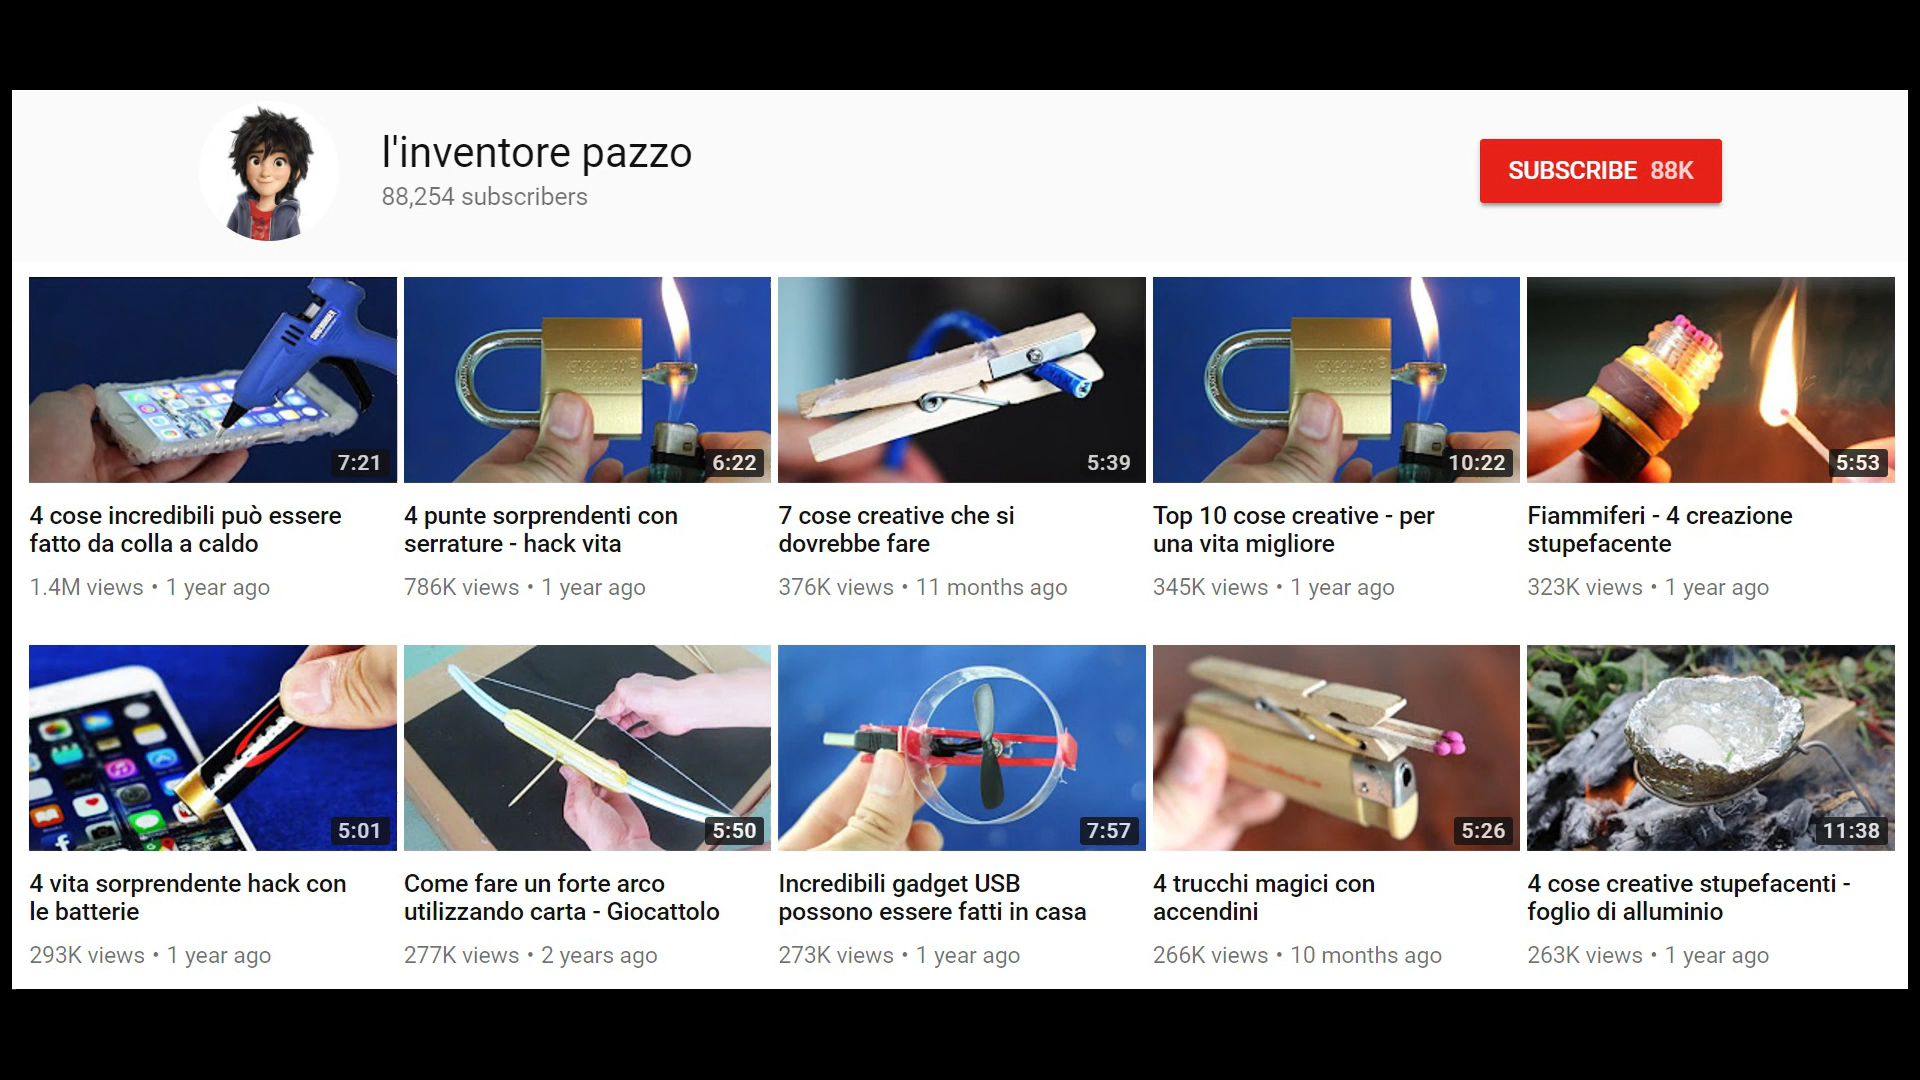 l'inventore pazzo
88,254 subscribers
SUBSCRIBE 88K
7:21
6:22
5:39
10:22
5:53
4 cose incredibili può essere
fatto da colla a caldo
1.4M views • 1 year ago
4 punte sorprendenti con
serrature - hack vita
786K views • 1 year ago
7 cose creative che si
dovrebbe fare
376K views • 11 months ago
Top 10 cose creative - per
una vita migliore
345K views • 1 year ago
Fiammiferi - 4 creazione
stupefacente
323K views • 1 year ago
5:01
5:50
7:57
5:26
11:38
4 vita sorprendente hack con
le batterie
293K views • 1 year ago
Come fare un forte arco
utilizzando carta - Giocattolo
277K views • 2 years ago
Incredibili gadget USB
possono essere fatti in casa
273K views • 1 year ago
4 trucchi magici con
accendini
266K views • 10 months ago
4 cose creative stupefacenti -
foglio di alluminio
263K views • 1 year ago